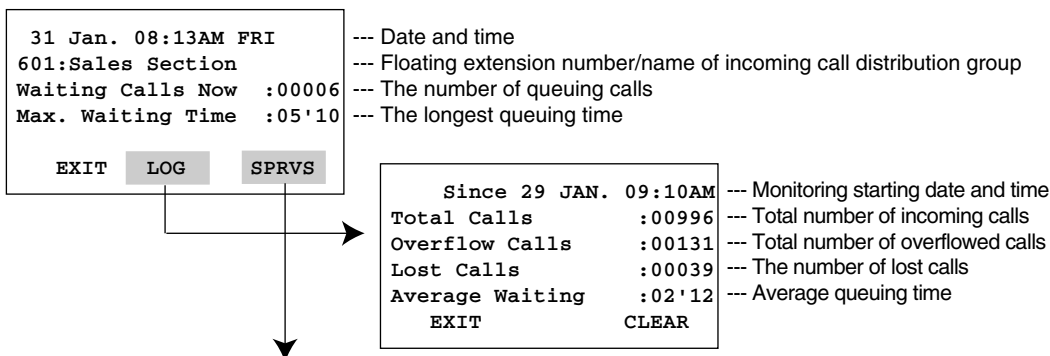 31 Jan. 08:13AM FRI --- Date and time
601:Sales Section --- Floating extension number/name of incoming call distribution group
Waiting Calls Now :00006 --- The number of queuing calls
Max. Waiting Time :05'10 --- The longest queuing time
EXIT LOG SPRVS
Since 29 JAN. 09:10AM --- Monitoring starting date and time
Total Calls :00996 --- Total number of incoming calls
Overflow Calls :00131 --- Total number of overflowed calls
Lost Calls :00039 --- The number of lost calls
Average Waiting :02'12 --- Average queuing time
EXIT CLEAR